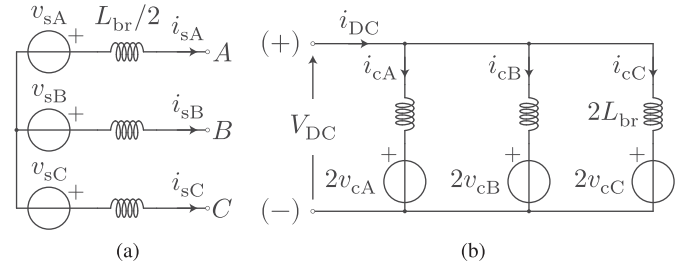 v_sA + L_br/2 i_sA A
v_sB + i_sB B
v_sC + i_sC C
(a)
(+) i_DC
i_cA i_cB i_cC
V_DC 2L_br
+ + +
2v_cA 2v_cB 2v_cC
(−)
(b)